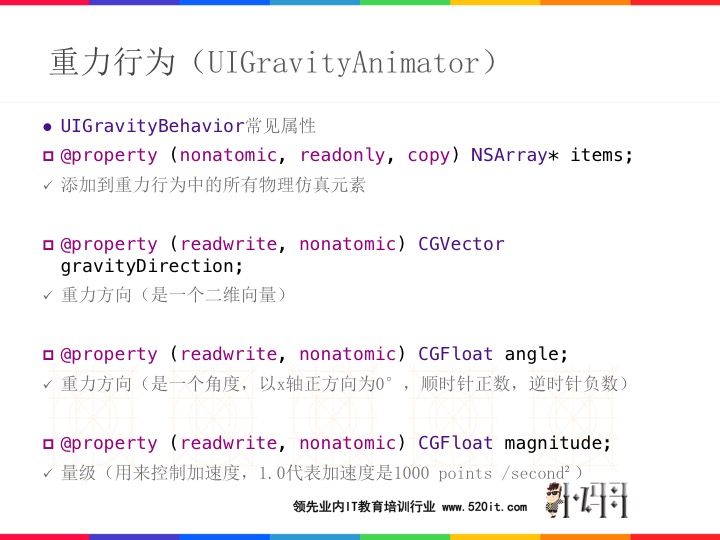 重力行为（UIGravityAnimator）
● UIGravityBehavior常见属性
@property (nonatomic, readonly, copy) NSArray* items;
✓ 添加到重力行为中的所有物理仿真元素
@property (readwrite, nonatomic) CGVector
gravityDirection;
✓ 重力方向（是一个二维向量）
@property (readwrite, nonatomic) CGFloat angle;
✓ 重力方向（是一个角度，以x轴正方向为0°，顺时针正数，逆时针负数）
@property (readwrite, nonatomic) CGFloat magnitude;
✓ 量级（用来控制加速度，1.0代表加速度是1000 points /second²）
领先业内IT教育培训行业 www.520it.com
小码哥